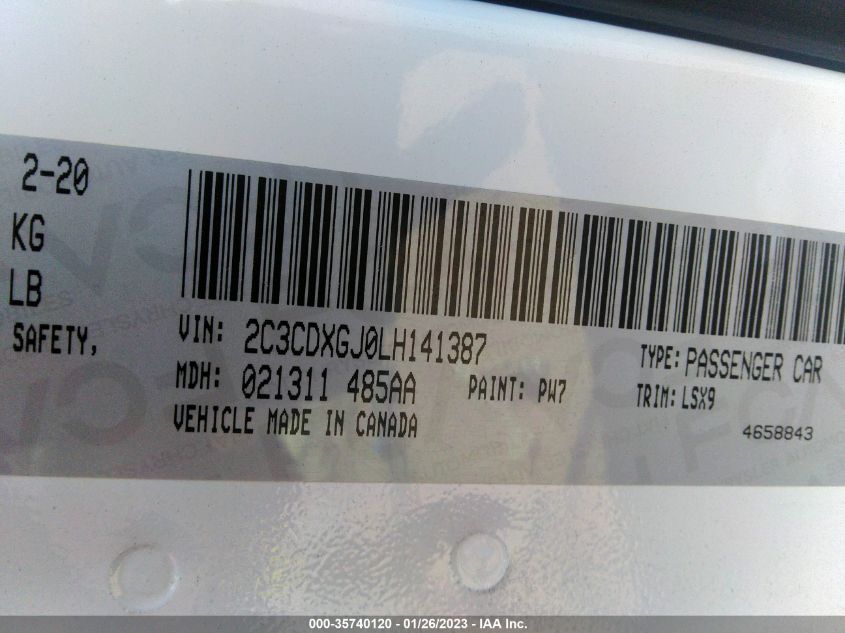 2-20
KG
LB
SAFETY,
VIN: 2C3CDXGJ0LH141387
TYPE: PASSENGER CAR
MDH: 021311 485AA
PAINT: PW7
TRIM: LSX9
VEHICLE MADE IN CANADA
4658843
000-35740120 - 01/26/2023 - IAA Inc.